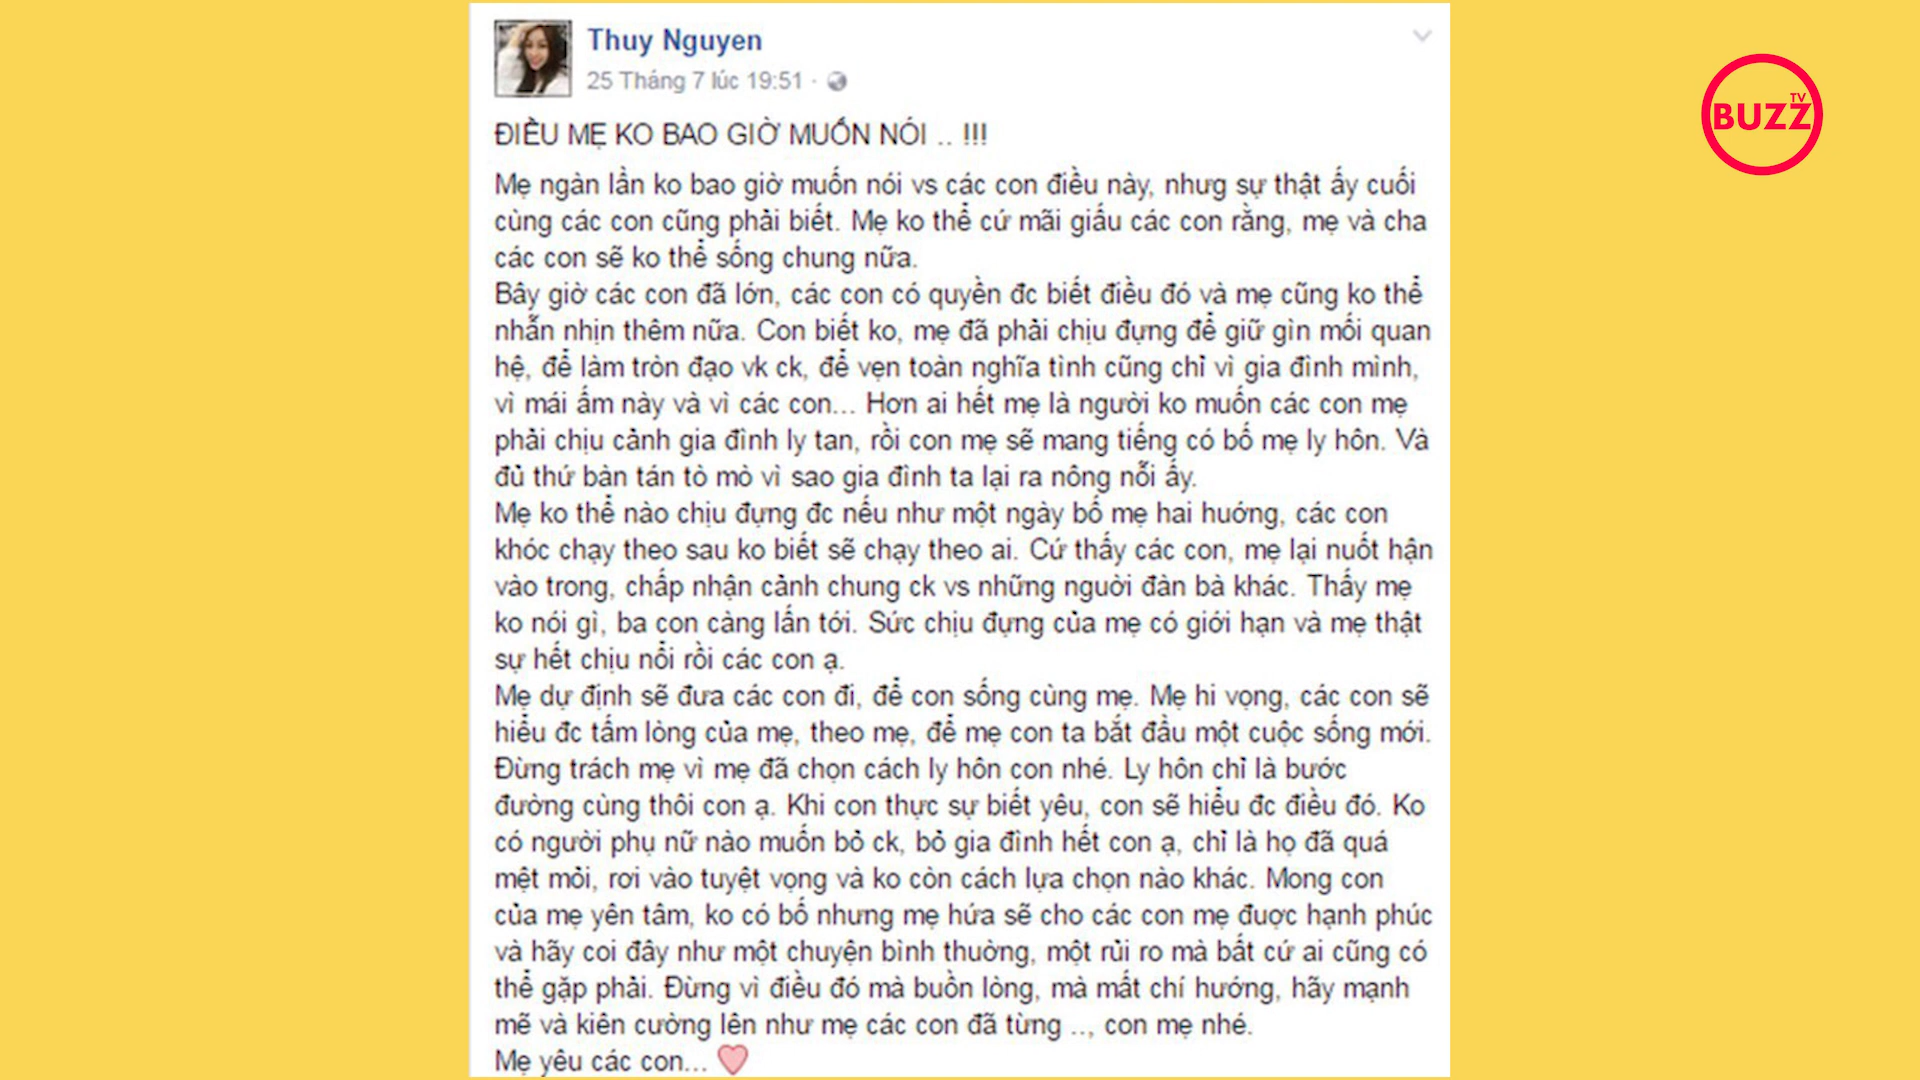 Thuy Nguyen
25 Tháng 7 lúc 19:51 ·
TV
BUZZ
ĐIỀU MẸ KO BAO GIỜ MUỐN NÓI .. !!!
Mẹ ngàn lần ko bao giờ muốn nói vs các con điều này, nhưg sự thật ấy cuối
cùng các con cũng phải biết. Mẹ ko thể cứ mãi giấu các con rằng, mẹ và cha
các con sẽ ko thể sống chung nữa.
Bây giờ các con đã lớn, các con có quyền đc biết điều đó và mẹ cũng ko thể
nhẫn nhịn thêm nữa. Con biết ko, mẹ đã phải chịu đựng để giữ gìn mối quan
hệ, để làm tròn đạo vk ck, để vẹn toàn nghĩa tình cũng chỉ vì gia đình mình,
vì mái ấm này và vì các con... Hơn ai hết mẹ là người ko muốn các con mẹ
phải chịu cảnh gia đình ly tan, rồi con mẹ sẽ mang tiếng có bố mẹ ly hôn. Và
đủ thứ bàn tán tò mò vì sao gia đình ta lại ra nông nỗi ấy.
Mẹ ko thể nào chịu đựng đc nếu như một ngày bố mẹ hai huớng, các con
khóc chạy theo sau ko biết sẽ chạy theo ai. Cứ thấy các con, mẹ lại nuốt hận
vào trong, chấp nhận cảnh chung ck vs những nguời đàn bà khác. Thấy mẹ
ko nói gì, ba con càng lấn tới. Sức chịu đựng của mẹ có giới hạn và mẹ thật
sự hết chịu nổi rồi các con ạ.
Mẹ dự định sẽ đưa các con đi, để con sống cùng mẹ. Mẹ hi vọng, các con sẽ
hiểu đc tấm lòng của mẹ, theo mẹ, để mẹ con ta bắt đầu một cuộc sống mới.
Đừng trách mẹ vì mẹ đã chọn cách ly hôn con nhé. Ly hôn chỉ là bước
đường cùng thôi con ạ. Khi con thực sự biết yêu, con sẽ hiểu đc điều đó. Ko
có người phụ nữ nào muốn bỏ ck, bỏ gia đình hết con ạ, chỉ là họ đã quá
mệt mỏi, rơi vào tuyệt vọng và ko còn cách lựa chọn nào khác. Mong con
của mẹ yên tâm, ko có bố nhưng mẹ hứa sẽ cho các con mẹ đuợc hạnh phúc
và hãy coi đây như một chuyện bình thuờng, một rủi ro mà bất cứ ai cũng có
thể gặp phải. Đừng vì điều đó mà buồn lòng, mà mất chí hướng, hãy mạnh
mẽ và kiên cường lên như mẹ các con đã từng .., con mẹ nhé.
Mẹ yêu các con...